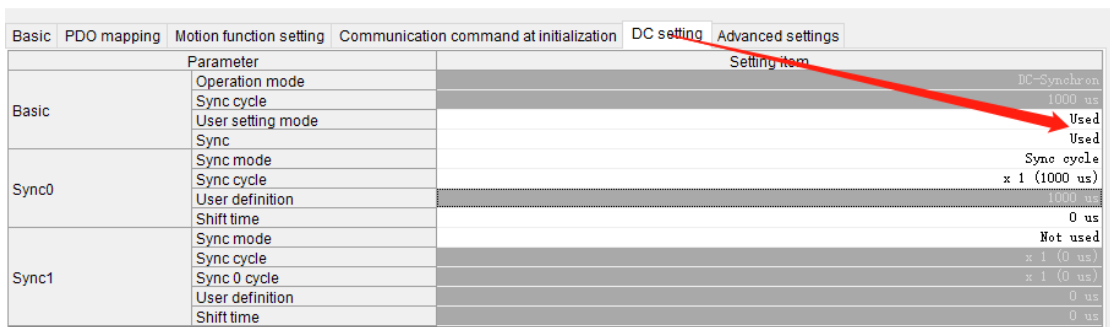 Basic PDO mapping Motion function setting Communication command at initialization DC setting Advanced settings
Parameter Setting item
Basic Operation mode DC-Synchron
Sync cycle 1000 us
User setting mode Used
Sync Used
Sync0 Sync mode Sync cycle
Sync cycle x 1 (1000 us)
User definition 1000 us
Shift time 0 us
Sync1 Sync mode Not used
Sync cycle x 1 (0 us)
Sync 0 cycle x 1 (0 us)
User definition 0 us
Shift time 0 us